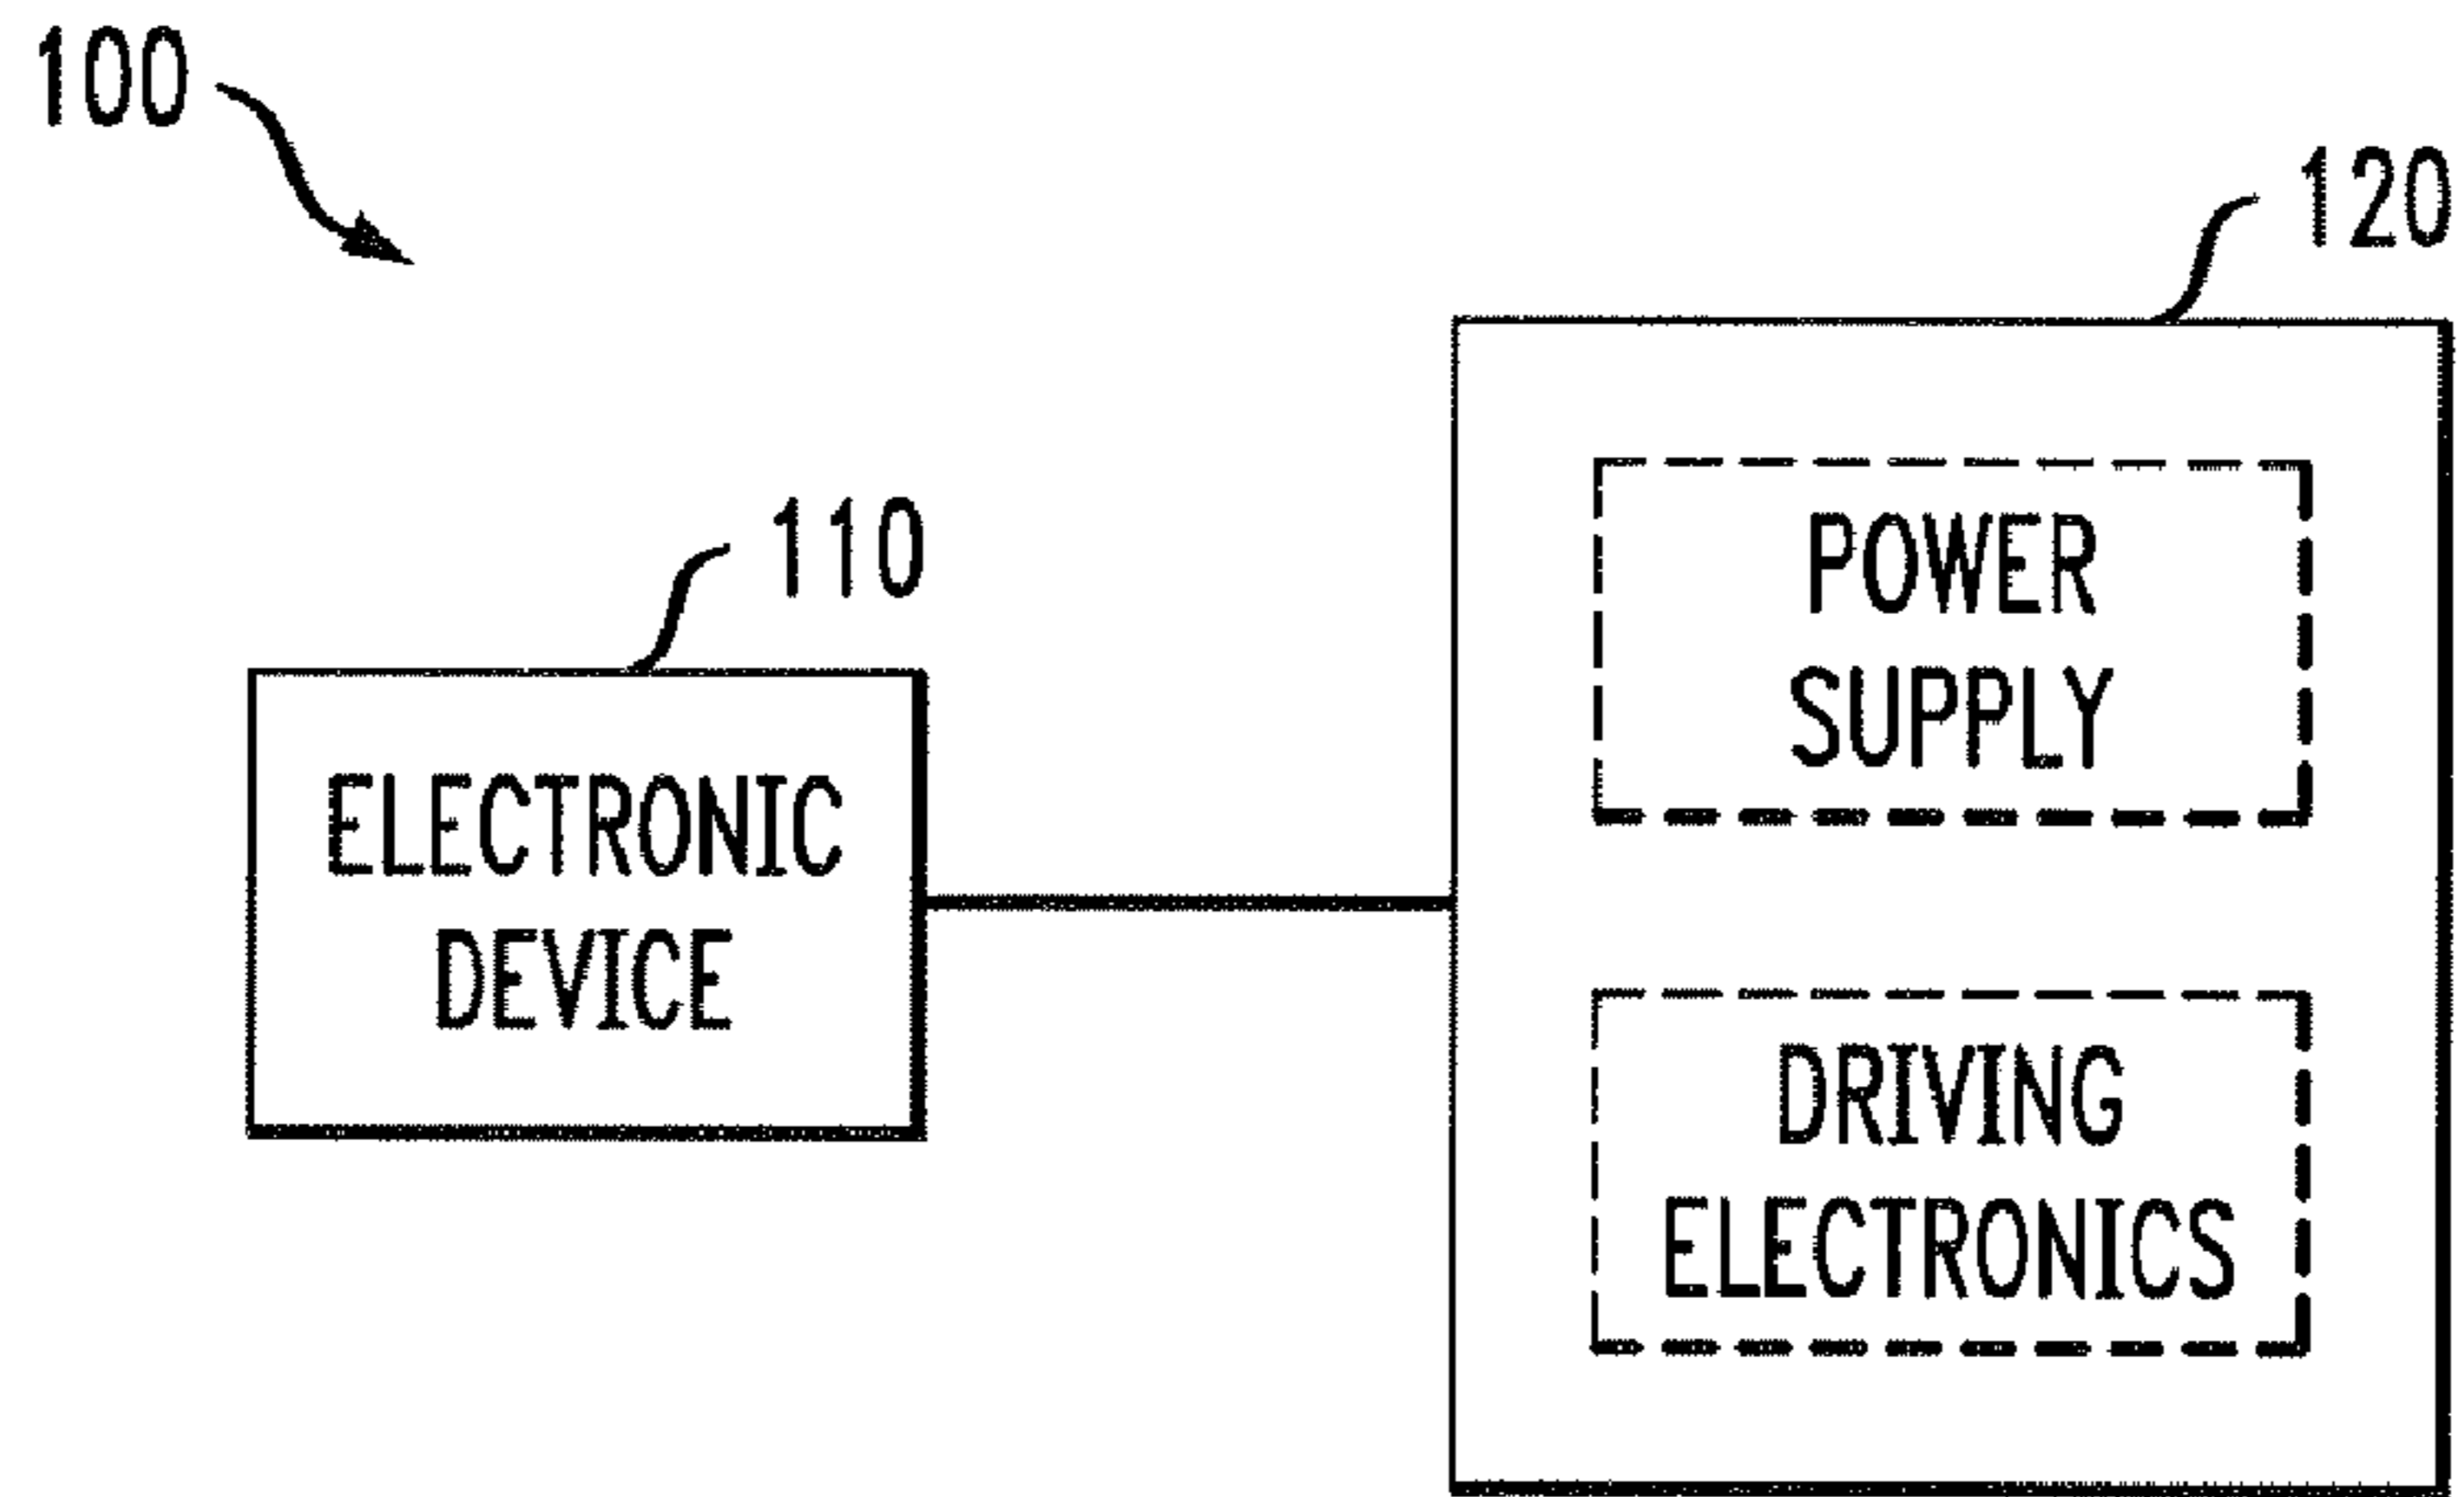 100
120
110
POWER
SUPPLY
ELECTRONIC
DEVICE
DRIVING
ELECTRONICS